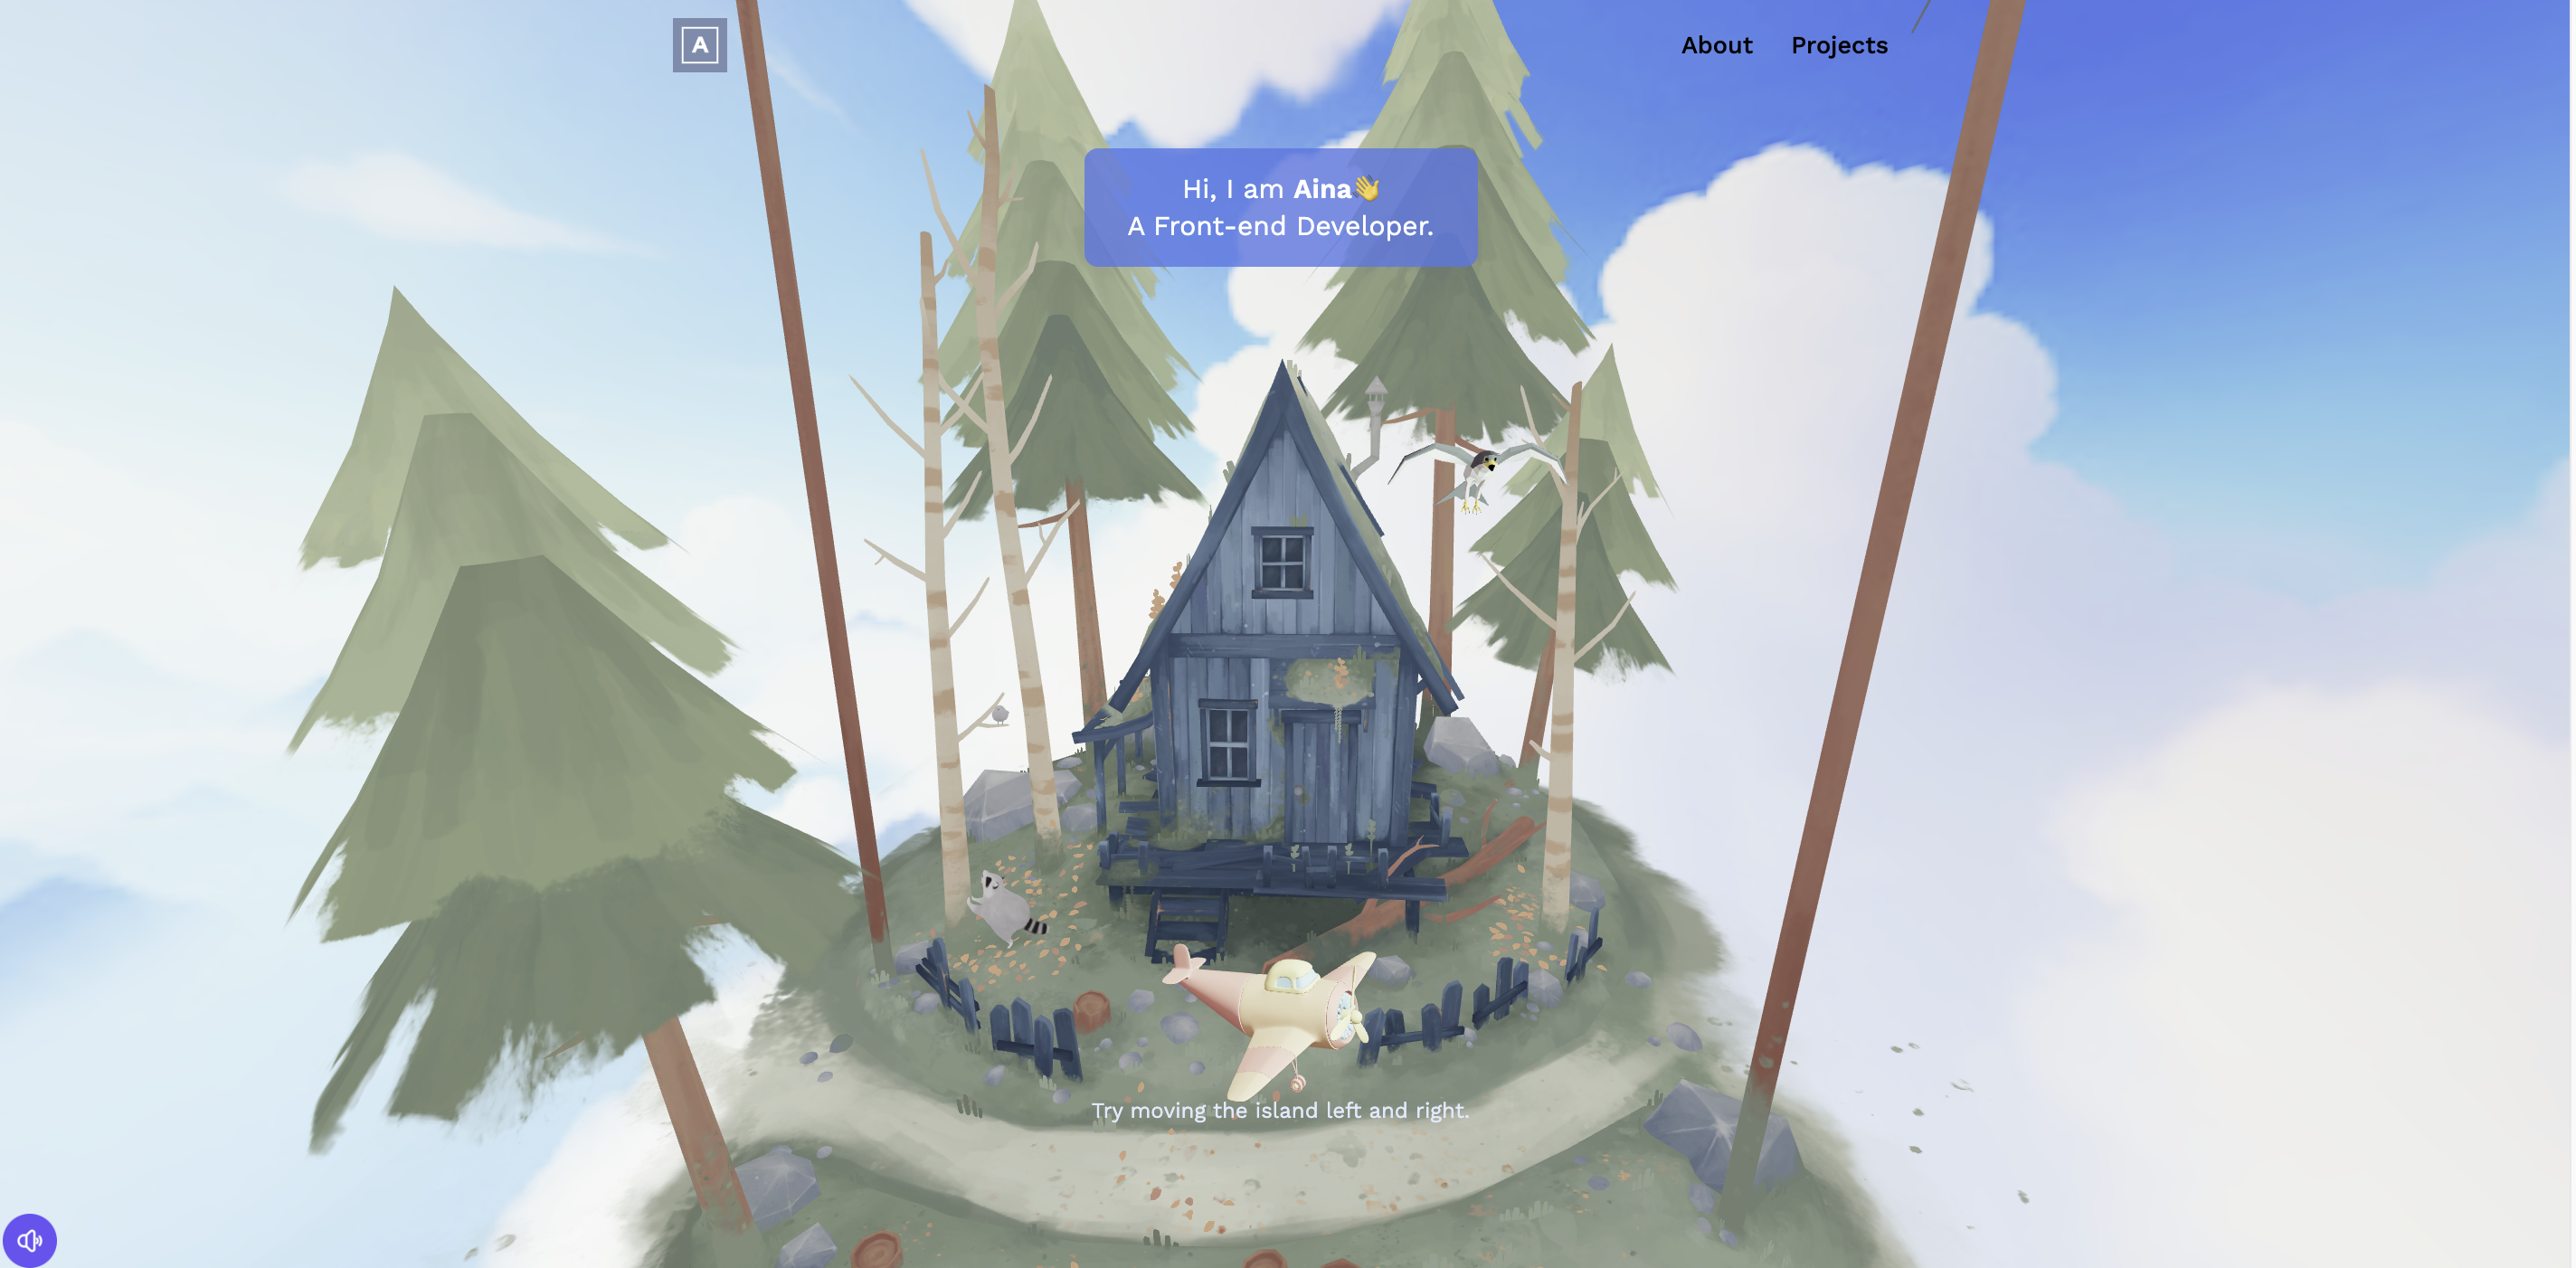 A
About Projects
Hi, I am Aina👋
A Front-end Developer.
Try moving the island left and right.